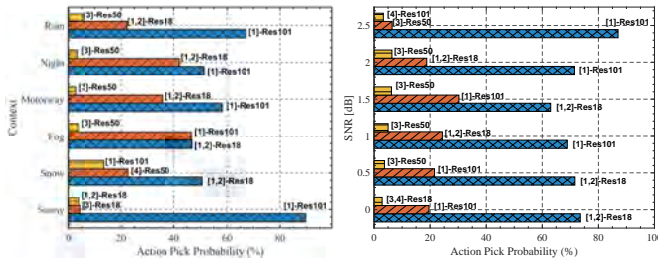 Rain
[3]-Res50
[1,2]-Res18
[1]-Res101
Night
[3]-Res50
[1,2]-Res18
[1]-Res101
Motorway
[3]-Res50
[1,2]-Res18
[1]-Res101
Fog
[3]-Res50
[1]-Res101
[1,2]-Res18
Snow
[1]-Res101
[4]-Res50
[1,2]-Res18
Sunny
[1,2]-Res18
[3]-Res18
[1]-Res101
Context
0 20 40 60 80
Action Pick Probability (%)
2.5
[4]-Res101
[3]-Res50
[1]-Res101
2
[3]-Res50
[1,2]-Res18
[1]-Res101
1.5
[3]-Res50
[1]-Res101
[1,2]-Res18
1
[3]-Res50
[1,2]-Res18
[1]-Res101
0.5
[3]-Res50
[1]-Res101
[1,2]-Res18
0
[3,4]-Res18
[1]-Res101
[1,2]-Res18
SNR [dB]
0 20 40 60 80 100
Action Pick Probability (%)